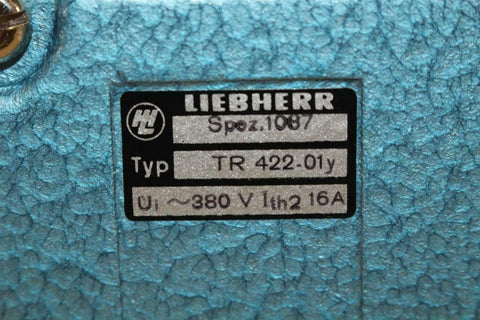 LIEBHERR
Spez.1087
Typ TR 422-01y
Ui ~380 V Ith2 16A